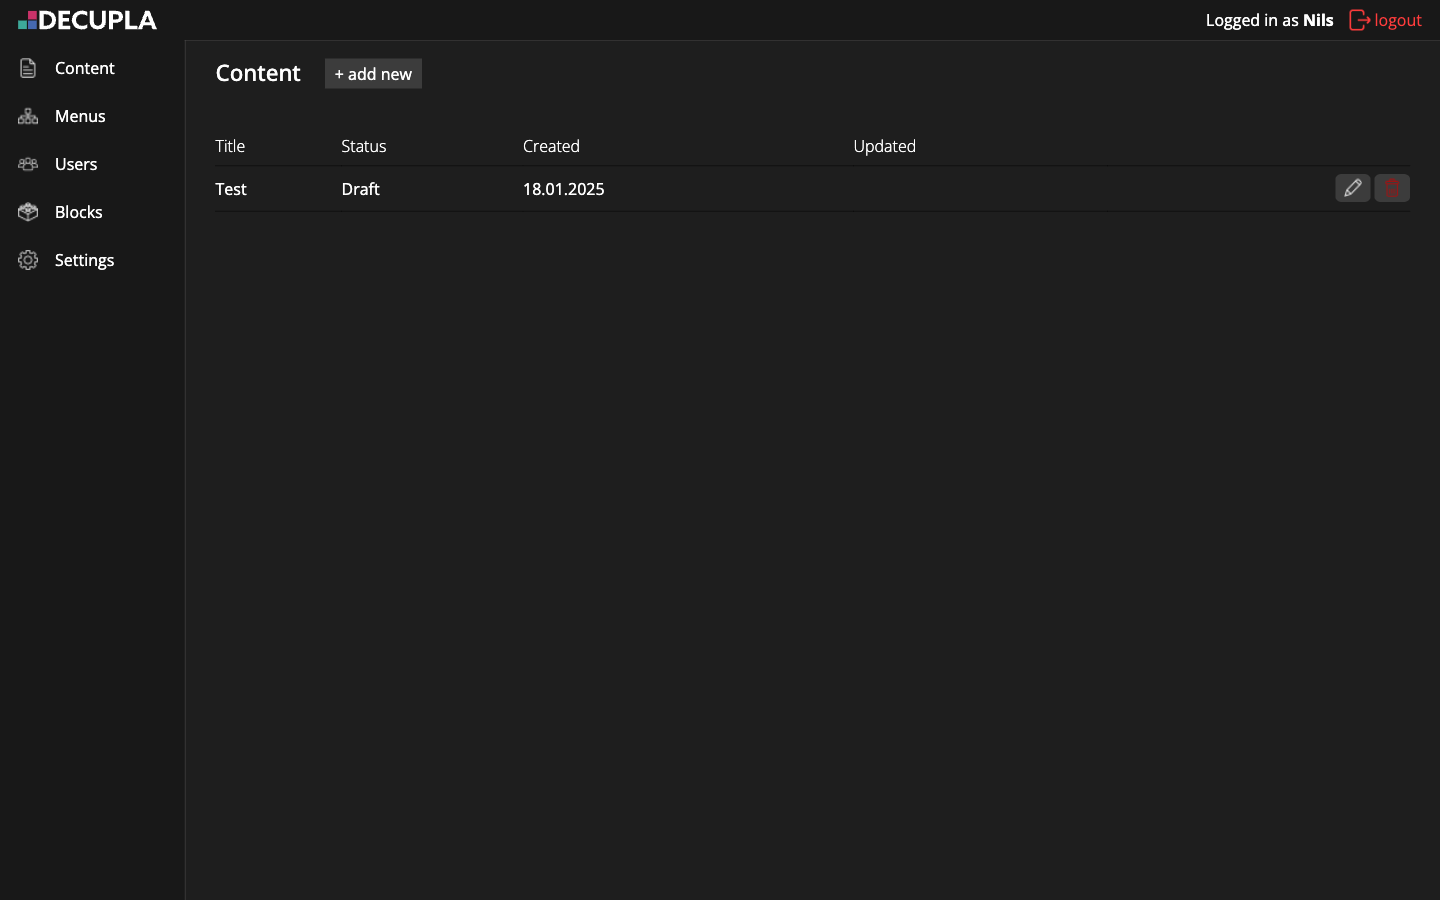 DECUPLA
Logged in as Nils logout
Content
Menus
Users
Blocks
Settings
Content + add new
Title Status Created Updated
Test Draft 18.01.2025